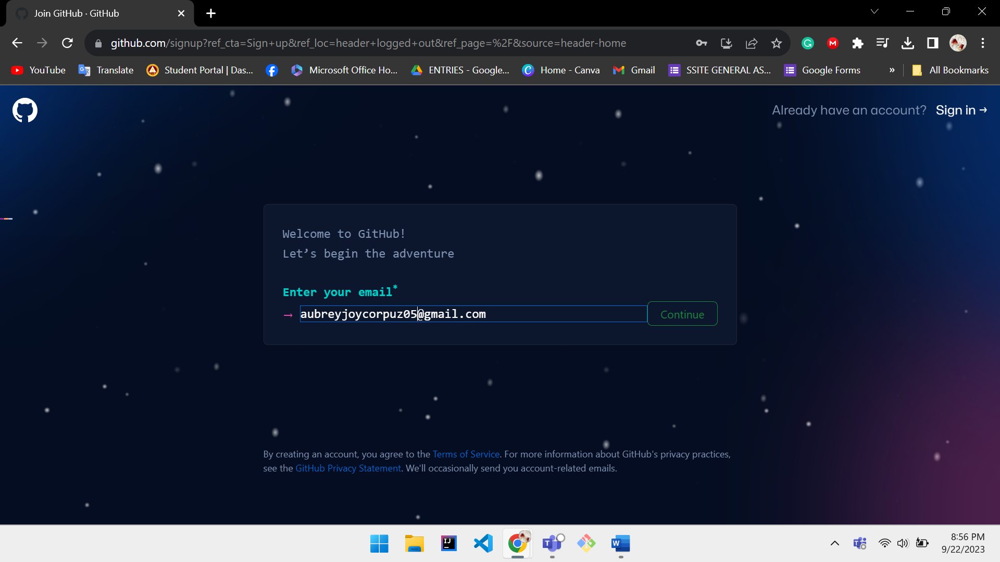 Join GitHub · GitHub
github.com/signup?ref_cta=Sign+up&ref_loc=header+logged+out&ref_page=%2F&source=header-home
YouTube
Translate
Student Portal | Das...
Microsoft Office Ho...
ENTRIES - Google...
Home - Canva
Gmail
SSITE GENERAL AS...
Google Forms
»
All Bookmarks
Already have an account? Sign in →
Welcome to GitHub!
Let’s begin the adventure
Enter your email*
→ aubreyjoycorpuz05@gmail.com
Continue
By creating an account, you agree to the Terms of Service. For more information about GitHub's privacy practices,
see the GitHub Privacy Statement. We'll occasionally send you account-related emails.
8:56 PM
9/22/2023